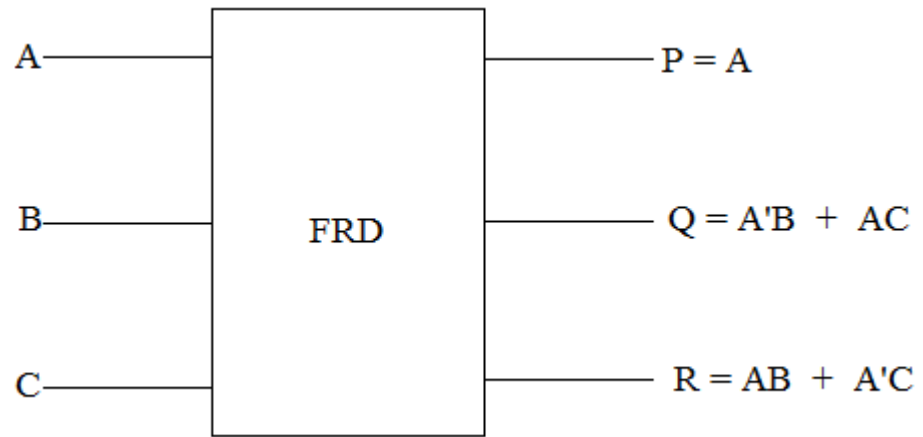 A P = A
B FRD Q = A'B + AC
C R = AB + A'C